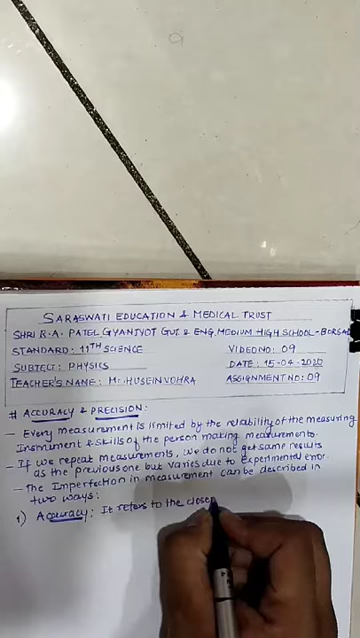 SARASWATI EDUCATION & MEDICAL TRUST
SHRI R.A. PATEL GYANJYOT GUJ & ENG. MEDIUM HIGH SCHOOL - BORSAD
STANDARD: 11TH SCIENCE VIDEO NO: 09
SUBJECT: PHYSICS DATE: 15-04-2020
TEACHER'S NAME: Mr. HUSEIN VOHRA ASSIGNMENT NO: 09
# ACCURACY & PRECISION:
- Every measurement is limited by the reliability of the measuring
Instrument & skills of the person making measurements.
- If we repeat measurements, we do not get same results
as the previous one but varies due to experimental error.
- The Imperfection in measurement can be described in
two ways:
1) Accuracy: It refers to the close